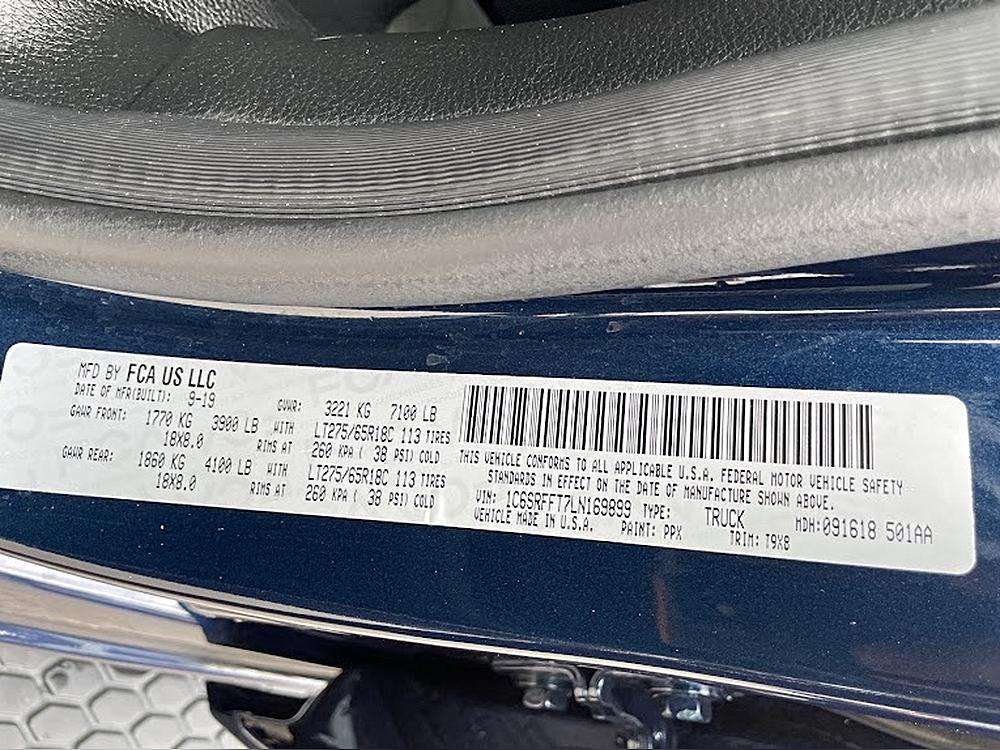 MFD BY FCA US LLC
DATE OF MFR(BUILT): 9-19 GVWR: 3221 KG 7100 LB
GAWR FRONT: 1770 KG 3900 LB WITH LT275/65R18C 113 TIRES
18X8.0 RIMS AT 260 KPA ( 38 PSI) COLD
GAWR REAR: 1860 KG 4100 LB WITH LT275/65R18C 113 TIRES
18X8.0 RIMS AT 260 KPA ( 38 PSI) COLD
THIS VEHICLE CONFORMS TO ALL APPLICABLE U.S.A. FEDERAL MOTOR VEHICLE SAFETY
STANDARDS IN EFFECT ON THE DATE OF MANUFACTURE SHOWN ABOVE.
VIN: 1C6SRFFT7LN169899 TYPE: TRUCK MDH:091618 501AA
VEHICLE MADE IN U.S.A. PAINT: PPX TRIM: T9X8